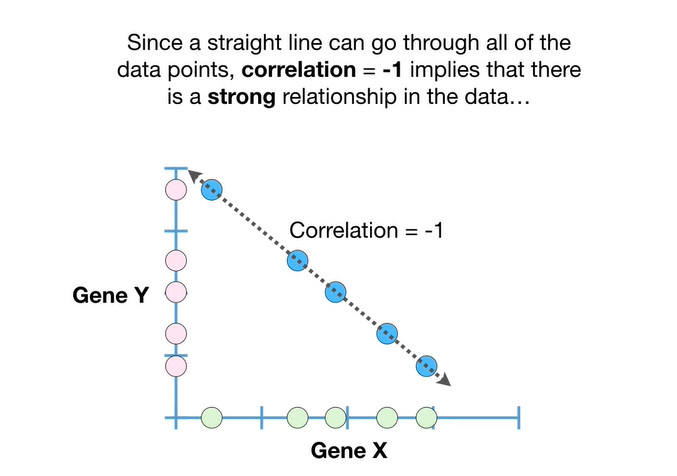 Since a straight line can go through all of the
data points, correlation = -1 implies that there
is a strong relationship in the data…
Correlation = -1
Gene Y
Gene X